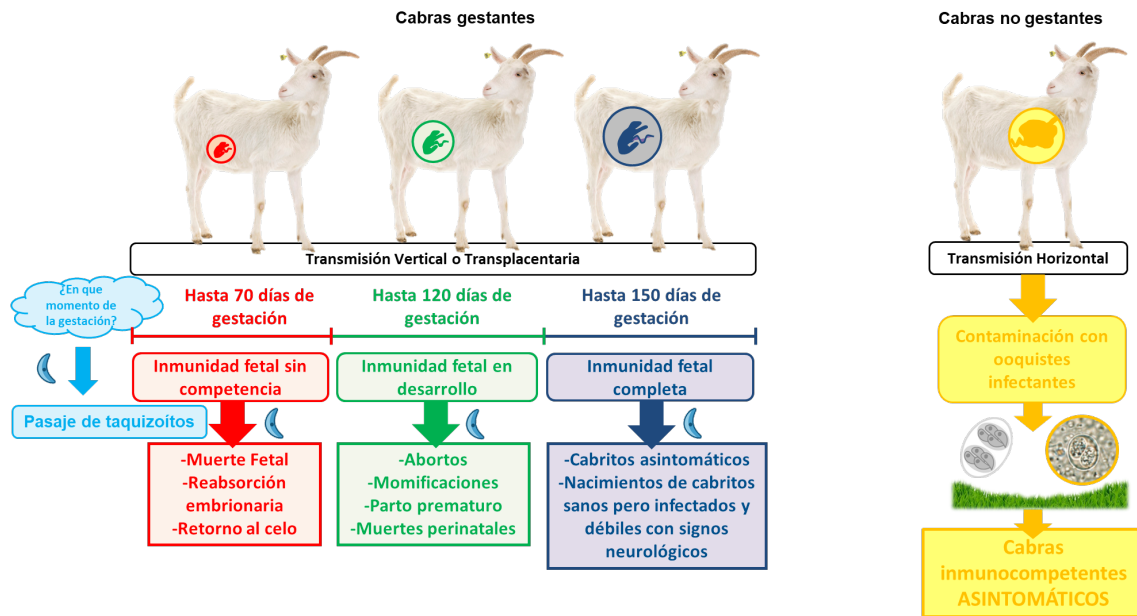 Cabras gestantes
Cabras no gestantes
Transmisión Vertical o Transplacentaria
Transmisión Horizontal
¿En que
momento de
la gestación?
Hasta 70 días de
gestación
Hasta 120 días de
gestación
Hasta 150 días de
gestación
Inmunidad fetal sin
competencia
Inmunidad fetal en
desarrollo
Inmunidad fetal
completa
Pasaje de taquizoítos
-Muerte Fetal
-Reabsorción
embrionaria
-Retorno al celo
-Abortos
-Momificaciones
-Parto prematuro
-Muertes perinatales
-Cabritos asintomáticos
-Nacimientos de cabritos
sanos pero infectados y
débiles con signos
neurológicos
Contaminación con
ooquistes
infectantes
Cabras
inmunocompetentes
ASINTOMÁTICOS